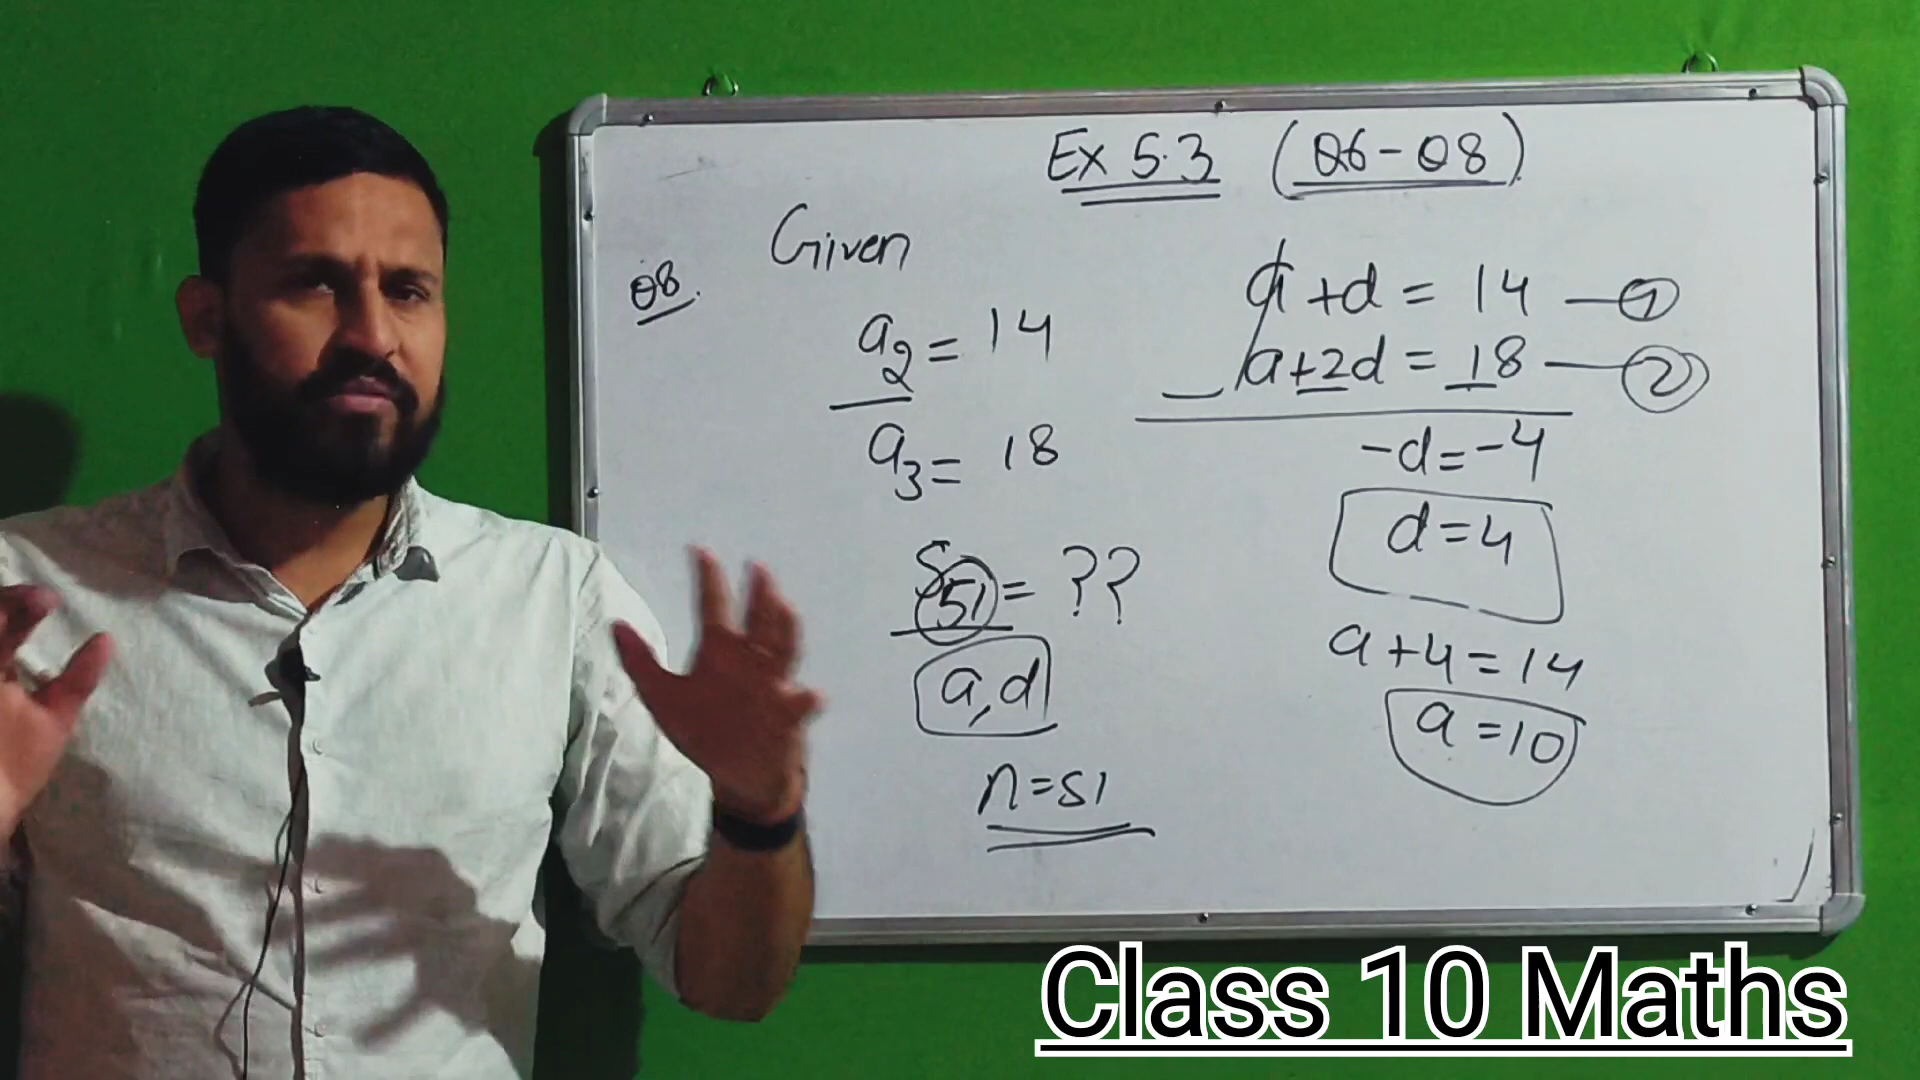 Ex 5.3 (Q6-Q8)
Q8.
Given
a2 = 14
a3 = 18
S51 = ??
a, d
n=51
a+d = 14 — 1
— a+2d = 18 — 2
-d=-4
d=4
a+4=14
a=10
Class 10 Maths